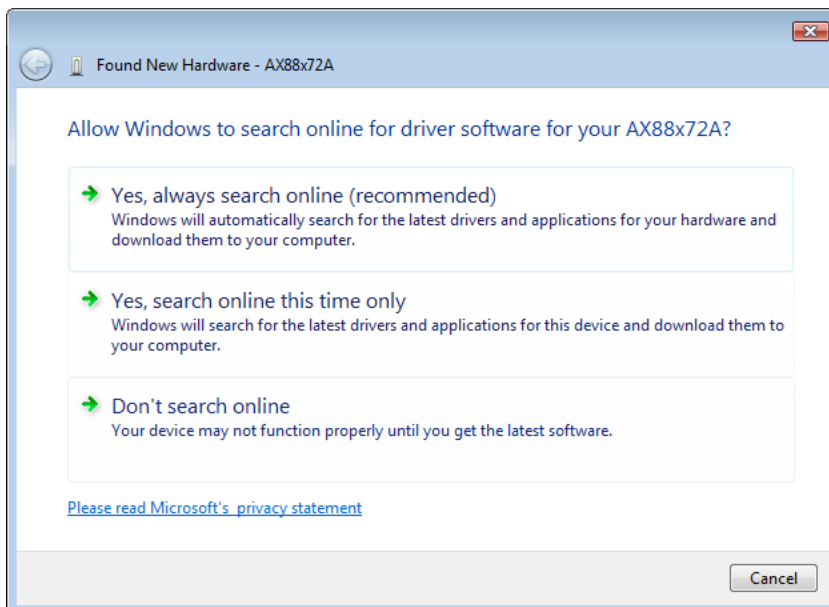 Found New Hardware - AX88x72A
Allow Windows to search online for driver software for your AX88x72A?
Yes, always search online (recommended)
Windows will automatically search for the latest drivers and applications for your hardware and
download them to your computer.
Yes, search online this time only
Windows will search for the latest drivers and applications for this device and download them to
your computer.
Don't search online
Your device may not function properly until you get the latest software.
Please read Microsoft's privacy statement
Cancel